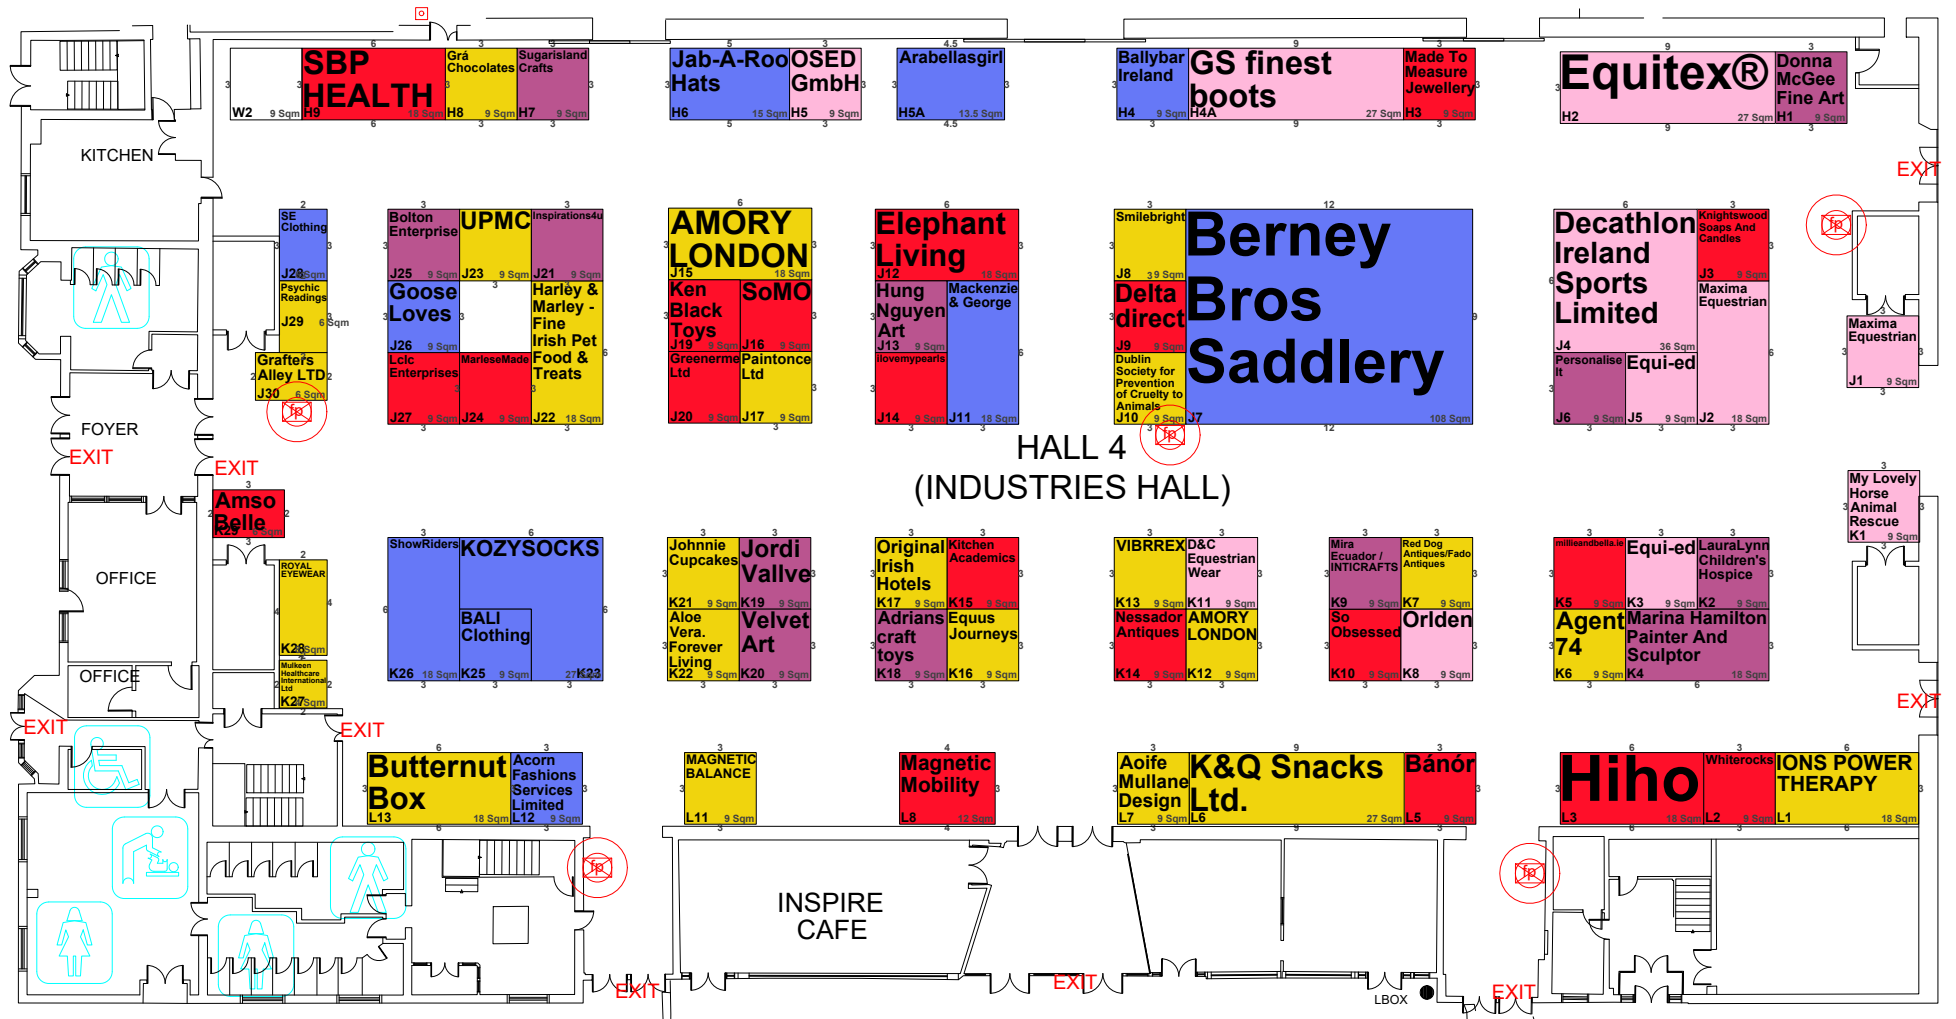 SBP
HEALTH
H9
18 Sqm
W2
9 Sqm
Grá
Chocolates
H8
9 Sqm
Sugarisland
Crafts
H7
9 Sqm
Jab-A-Roo
Hats
H6
15 Sqm
OSED
GmbH
H5
9 Sqm
Arabellasgirl
H5A
13.5 Sqm
Ballybar
Ireland
H4
9 Sqm
GS finest
boots
H4A
27 Sqm
Made To
Measure
Jewellery
H3
9 Sqm
Equitex®
H2
27 Sqm
Donna
McGee
Fine Art
H1
9 Sqm
KITCHEN
EXIT
SE
Clothing
J28
Sqm
Psychic
Readings
J29
6 Sqm
Grafters
Alley LTD
J30
6 Sqm
fp
Bolton
Enterprise
J25
9 Sqm
UPMC
J23
9 Sqm
Inspirations4u
J21
9 Sqm
Goose
Loves
J26
9 Sqm
Harley &
Marley -
Fine
Irish Pet
Food &
Treats
J22
18 Sqm
Lclc
Enterprises
J27
9 Sqm
MarleseMade
J24
9 Sqm
AMORY
LONDON
J15
18 Sqm
Ken
Black
Toys
J19
9 Sqm
SoMO
J16
9 Sqm
Greenerme
Ltd
J20
9 Sqm
Paintonce
Ltd
J17
9 Sqm
Elephant
Living
J12
18 Sqm
Hung
Nguyen
Art
J13
9 Sqm
Mackenzie
& George
J11
18 Sqm
ilovemypearls
J14
9 Sqm
Smilebright
J8
9 Sqm
Delta
direct
J9
9 Sqm
Dublin
Society for
Prevention
of Cruelty to
Animals
J10
9 Sqm
fp
Berney
Bros
Saddlery
J7
108 Sqm
Decathlon
Ireland
Sports
Limited
J4
36 Sqm
Knightswood
Soaps And
Candles
J3
9 Sqm
Maxima
Equestrian
J2
18 Sqm
Personalise
It
J6
9 Sqm
Equi-ed
J5
9 Sqm
fp
Maxima
Equestrian
J1
9 Sqm
FOYER
EXIT
EXIT
HALL 4
(INDUSTRIES HALL)
Amso
Belle
K29
6 Sqm
OFFICE
OFFICE
ROYAL
EYEWEAR
K28
Sqm
Mulkeen
Healthcare
International
Ltd
K27
Sqm
ShowRiders
K26
18 Sqm
KOZYSOCKS
K23
27 Sqm
BALI
Clothing
K25
9 Sqm
Johnnie
Cupcakes
K21
9 Sqm
Jordi
Vallve
K19
9 Sqm
Aloe
Vera.
Forever
Living
K22
9 Sqm
Velvet
Art
K20
9 Sqm
Original
Irish
Hotels
K17
9 Sqm
Kitchen
Academics
K15
9 Sqm
Adrians
craft
toys
K18
9 Sqm
Equus
Journeys
K16
9 Sqm
VIBRREX
K13
9 Sqm
D&C
Equestrian
Wear
K11
9 Sqm
Nessador
Antiques
K14
9 Sqm
AMORY
LONDON
K12
9 Sqm
Mira
Ecuador /
INTICRAFTS
K9
9 Sqm
Red Dog
Antiques/Fado
Antiques
K7
9 Sqm
So
Obsessed
K10
9 Sqm
Orlden
K8
9 Sqm
millieandbella.ie
K5
9 Sqm
Equi-ed
K3
9 Sqm
LauraLynn
Children's
Hospice
K2
9 Sqm
Agent
74
K6
9 Sqm
Marina Hamilton
Painter And
Sculptor
K4
18 Sqm
My Lovely
Horse
Animal
Rescue
K1
9 Sqm
EXIT
EXIT
EXIT
Butternut
Box
L13
18 Sqm
Acorn
Fashions
Services
Limited
L12
9 Sqm
MAGNETIC
BALANCE
L11
9 Sqm
Magnetic
Mobility
L8
12 Sqm
Aoife
Mullane
Design
L7
9 Sqm
K&Q Snacks
Ltd.
L6
27 Sqm
Bánór
L5
9 Sqm
Hiho
L3
18 Sqm
Whiterocks
L2
9 Sqm
IONS POWER
THERAPY
L1
18 Sqm
fp
fp
INSPIRE
CAFE
EXIT
EXIT
EXIT
LBOX